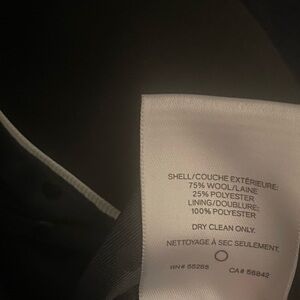 SHELL/COUCHE EXTÉRIEURE:
75% WOOL/LAINE
25% POLYESTER
LINING/DOUBLURE:
100% POLYESTER
DRY CLEAN ONLY.
NETTOYAGE À SEC SEULEMENT.
RN# 55285 CA# 56842